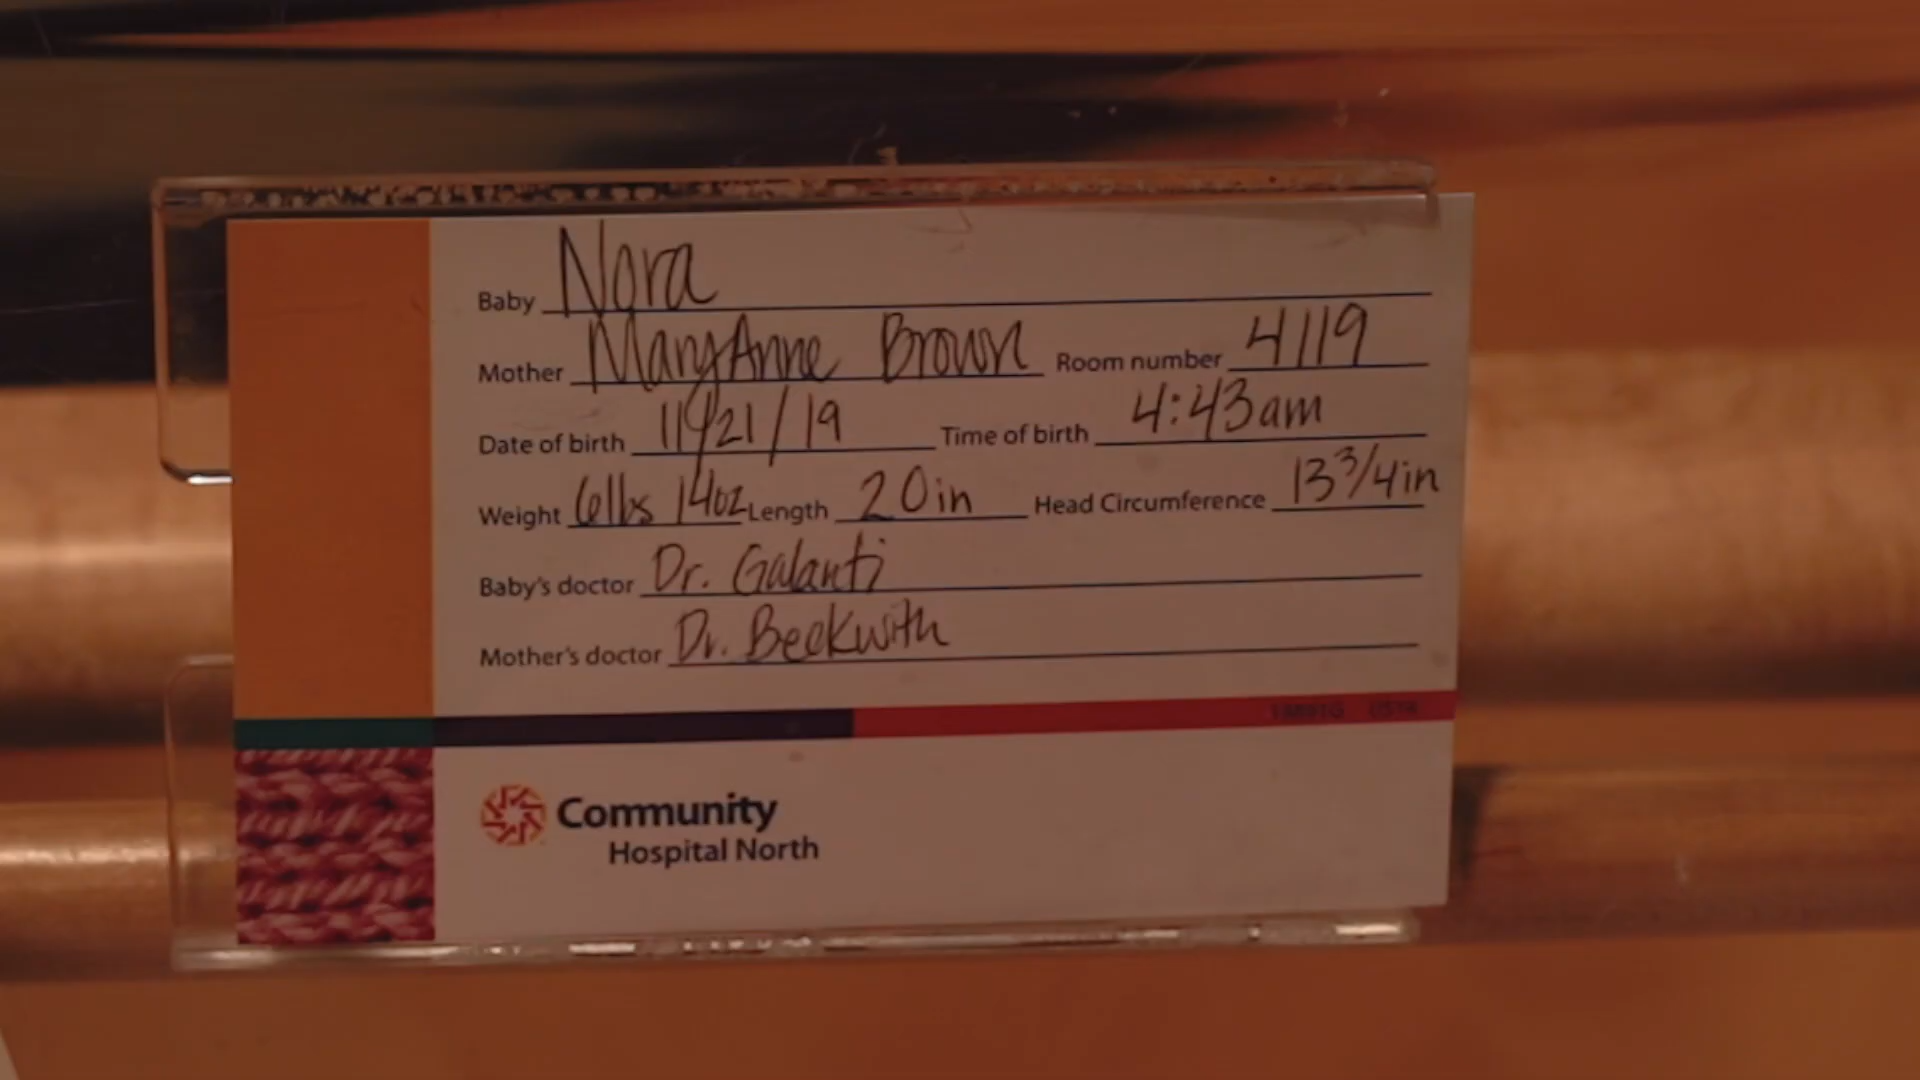 Baby Nora
Mother MaryAnne Brown Room number 4119
Date of birth 11/21/19 Time of birth 4:43am
Weight 6lbs 14oz Length 20in Head Circumference 13 3/4in
Baby's doctor Dr. Galanti
Mother's doctor Dr. Beckwith
Community
Hospital North